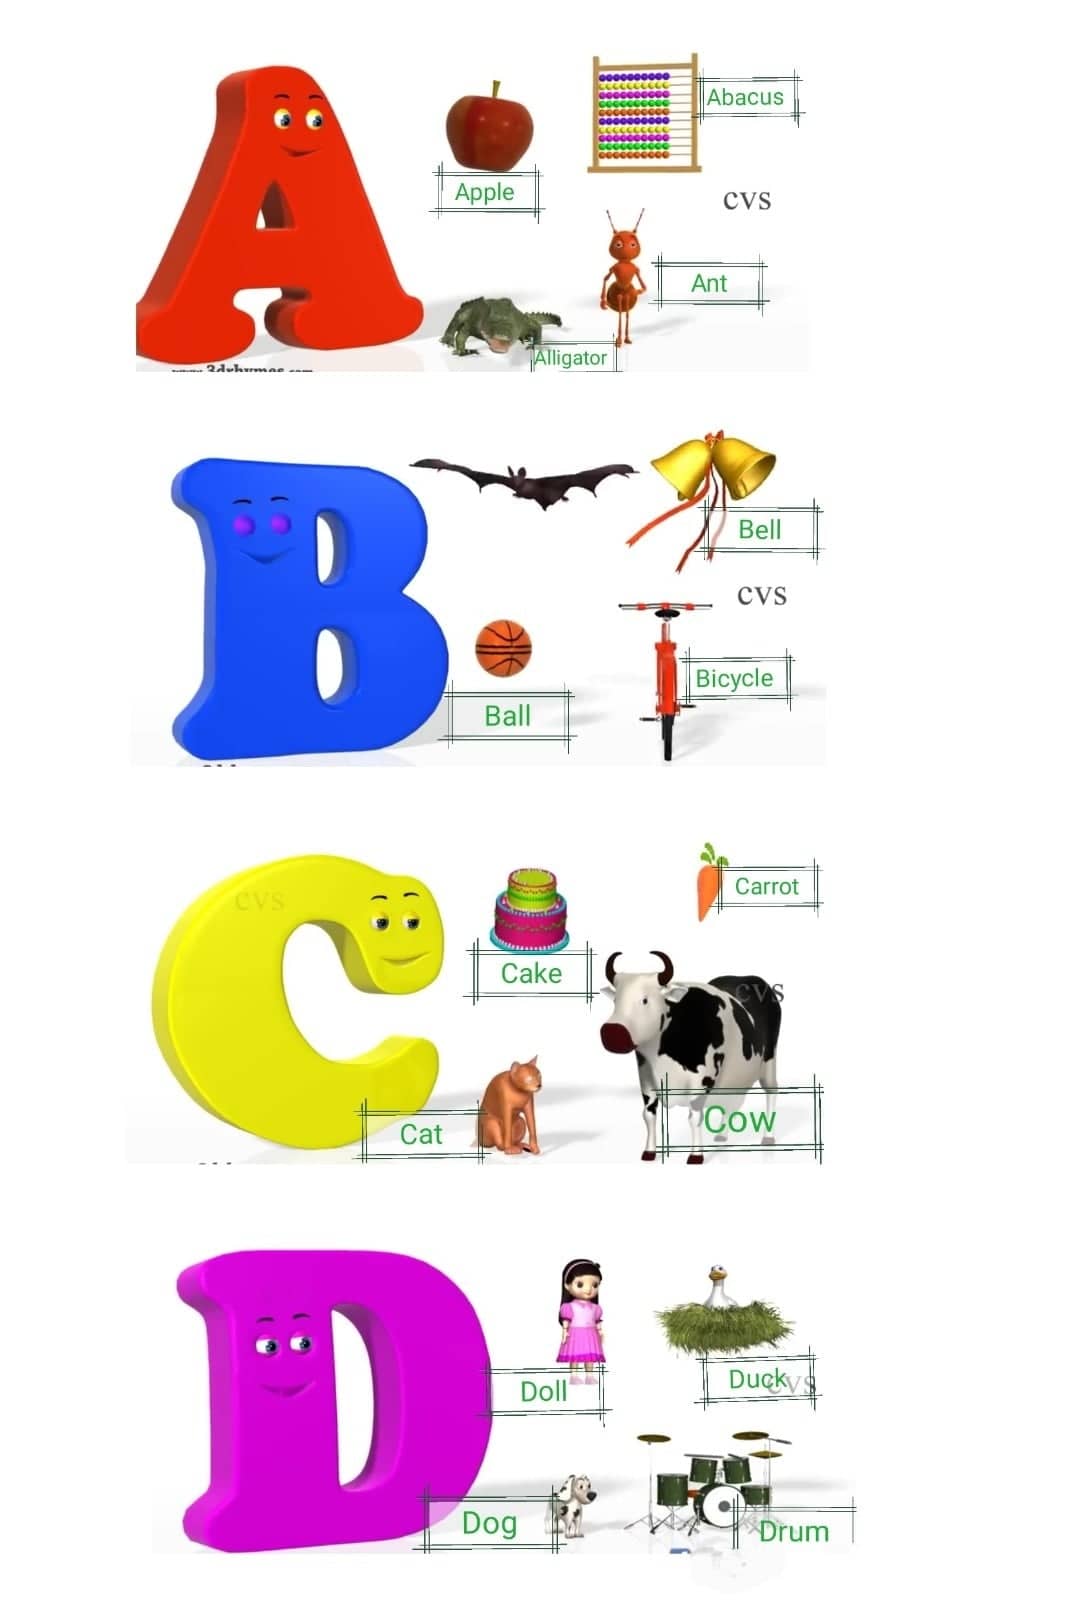 A
Apple
Abacus
cvs
Ant
Alligator
www.3drhymes.com
B
Bell
cvs
Bicycle
Ball
C
cvs
Carrot
Cake
cvs
Cow
Cat
D
Doll
Duck
cvs
Dog
Drum